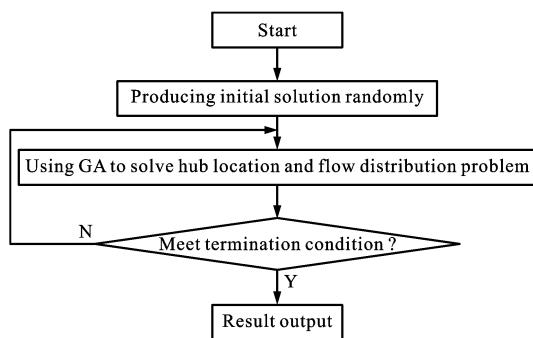 Start
Producing initial solution randomly
Using GA to solve hub location and flow distribution problem
N
Meet termination condition ?
Y
Result output